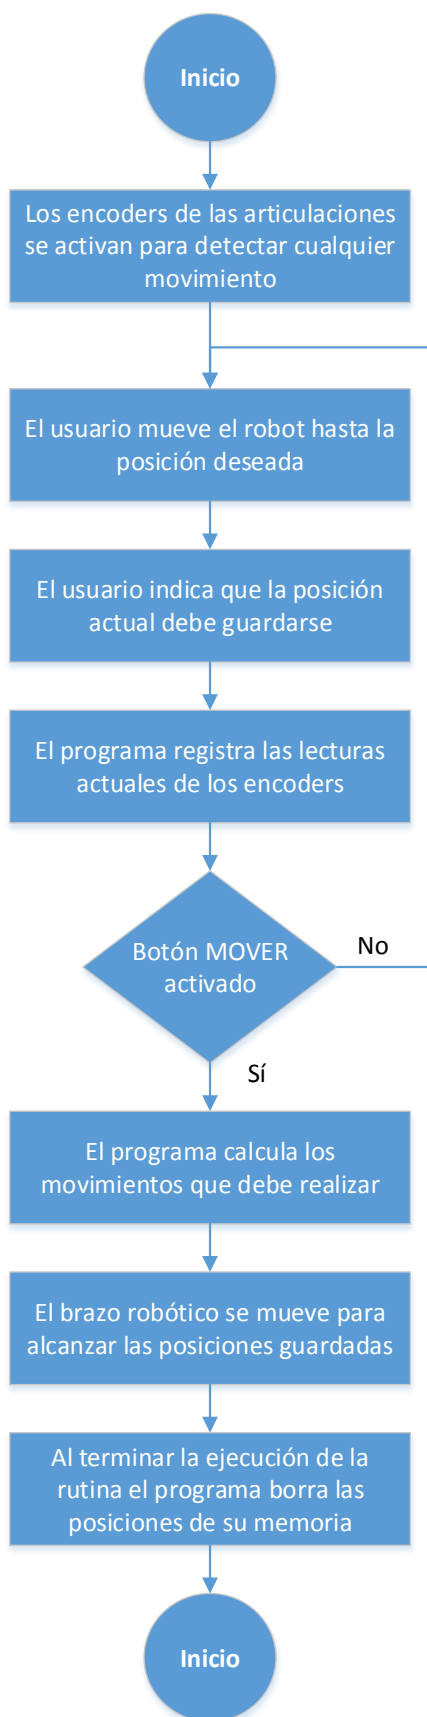 Inicio
Los encoders de las articulaciones
se activan para detectar cualquier
movimiento
El usuario mueve el robot hasta la
posición deseada
El usuario indica que la posición
actual debe guardarse
El programa registra las lecturas
actuales de los encoders
Botón MOVER
activado
No
Sí
El programa calcula los
movimientos que debe realizar
El brazo robótico se mueve para
alcanzar las posiciones guardadas
Al terminar la ejecución de la
rutina el programa borra las
posiciones de su memoria
Inicio